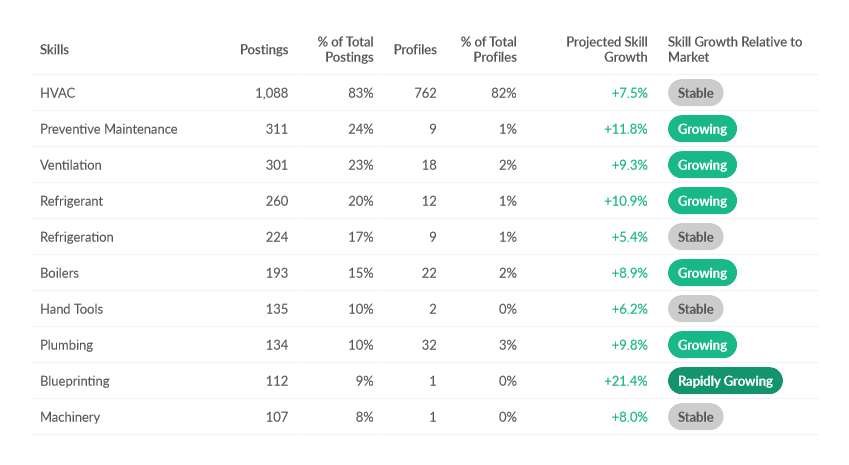 Skills Postings % of Total Postings Profiles % of Total Profiles Projected Skill Growth Skill Growth Relative to Market
HVAC 1,088 83% 762 82% +7.5% Stable
Preventive Maintenance 311 24% 9 1% +11.8% Growing
Ventilation 301 23% 18 2% +9.3% Growing
Refrigerant 260 20% 12 1% +10.9% Growing
Refrigeration 224 17% 9 1% +5.4% Stable
Boilers 193 15% 22 2% +8.9% Growing
Hand Tools 135 10% 2 0% +6.2% Stable
Plumbing 134 10% 32 3% +9.8% Growing
Blueprinting 112 9% 1 0% +21.4% Rapidly Growing
Machinery 107 8% 1 0% +8.0% Stable